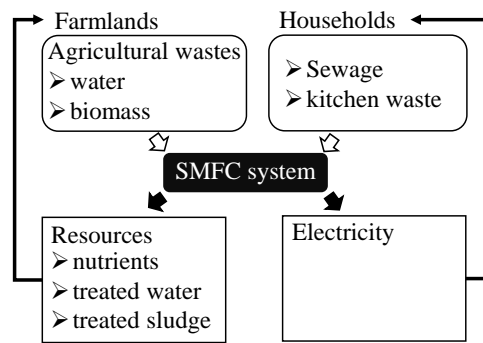 Farmlands
Agricultural wastes
➢ water
➢ biomass
Households
➢ Sewage
➢ kitchen waste
SMFC system
Resources
➢ nutrients
➢ treated water
➢ treated sludge
Electricity